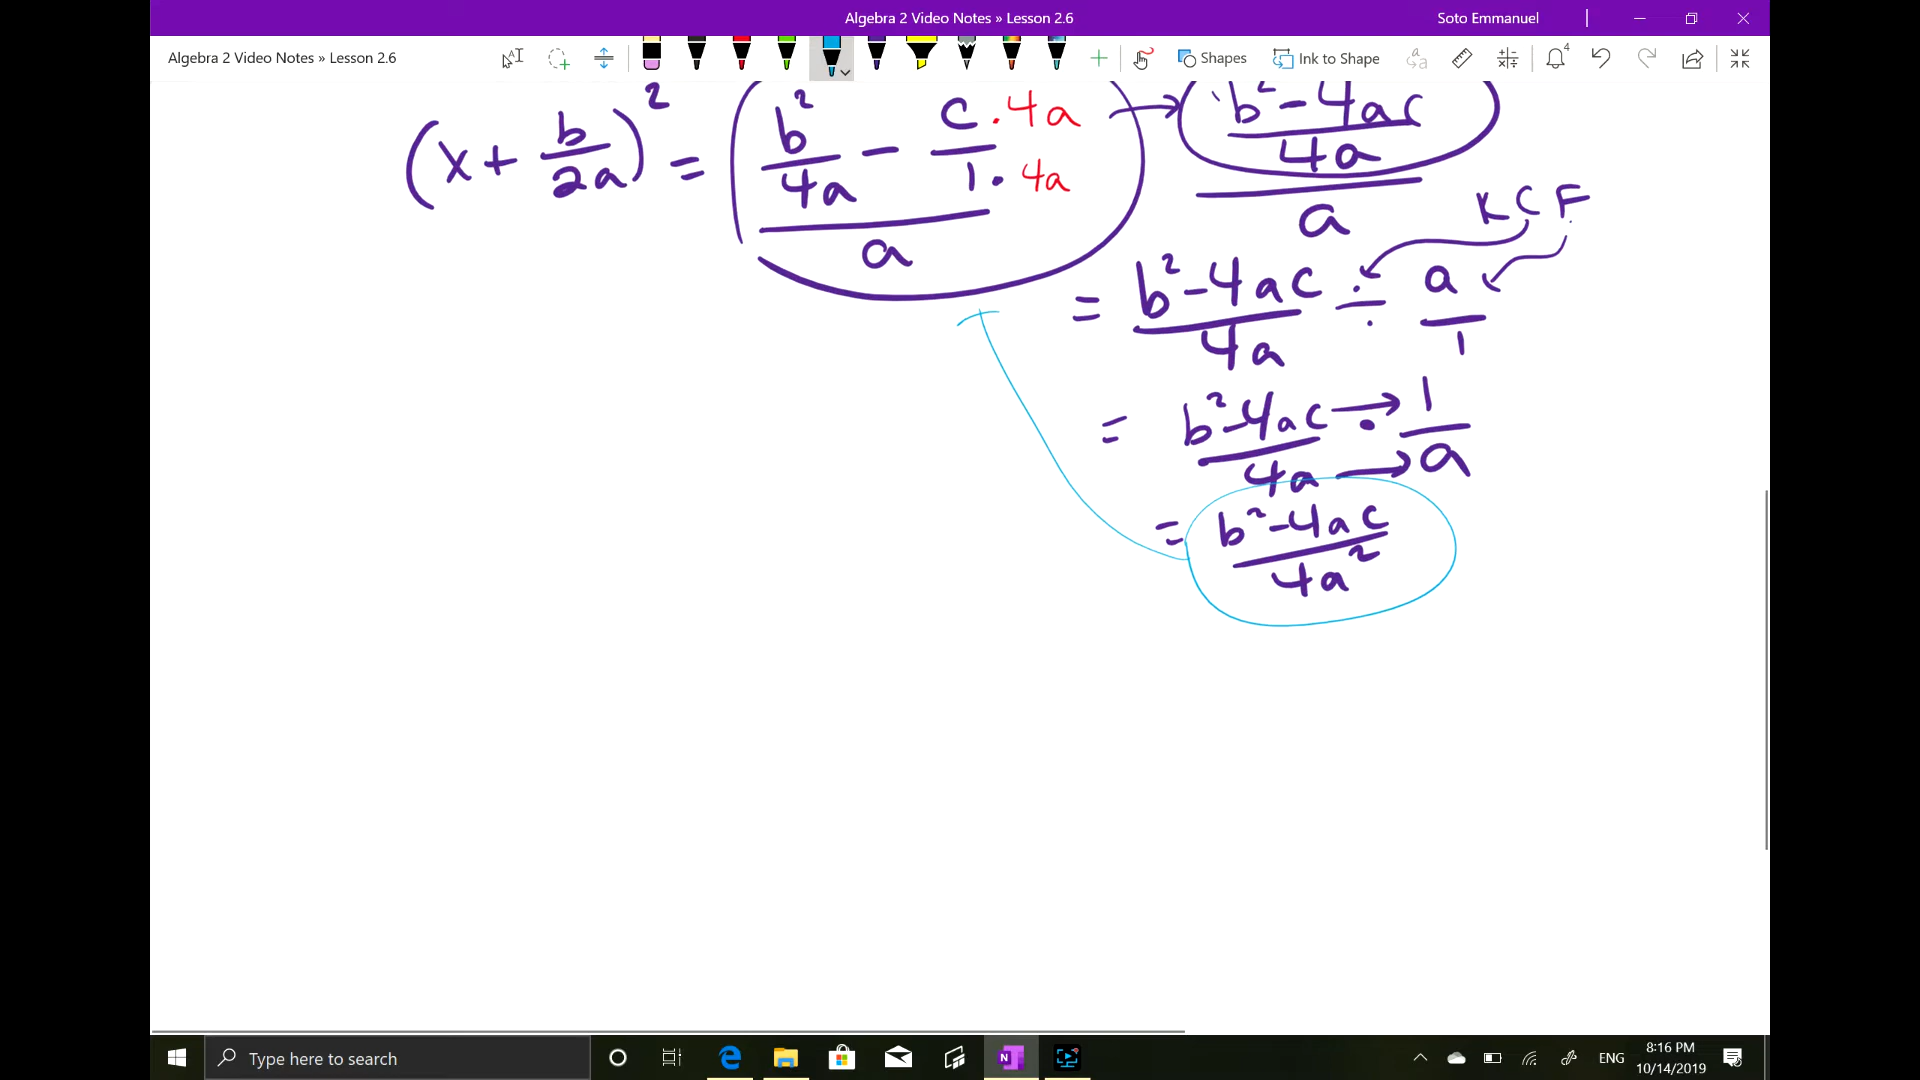 Algebra 2 Video Notes » Lesson 2.6
Soto Emmanuel
Algebra 2 Video Notes » Lesson 2.6
Shapes
Ink to Shape
4
(x + b/2a)² = (b²/4a − c/1 · 4a/4a)/a → (b² − 4ac/4a)/a
K C F
= b² − 4ac/4a ÷ a/1
= b² − 4ac/4a · 1/a
= b² − 4ac/4a²
Type here to search
ENG
8:16 PM
10/14/2019